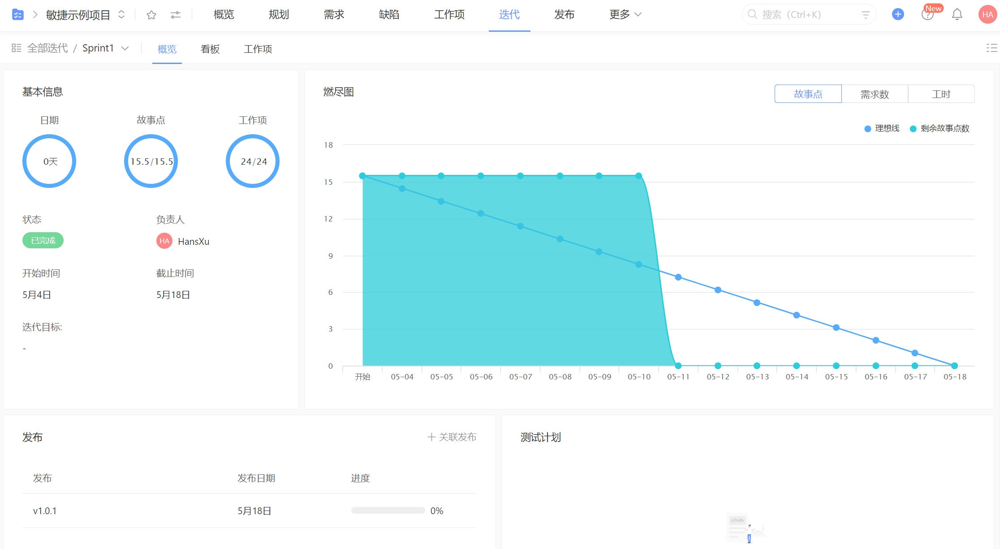 敏捷示例项目 概览 规划 需求 缺陷 工作项 迭代 发布 更多 搜索 (Ctrl+K) New HA
全部迭代 / Sprint1 概览 看板 工作项
基本信息
日期 故事点 工作项
0天 15.5/15.5 24/24
状态 负责人
已完成 HA HansXu
开始时间 截止时间
5月4日 5月18日
迭代目标:
-
燃尽图 故事点 需求数 工时
理想线 剩余故事点数
18
15
12
9
6
3
0
开始 05-04 05-05 05-06 05-07 05-08 05-09 05-10 05-11 05-12 05-13 05-14 05-15 05-16 05-17 05-18
发布 关联发布
发布 发布日期 进度
v1.0.1 5月18日 0%
测试计划
</null>